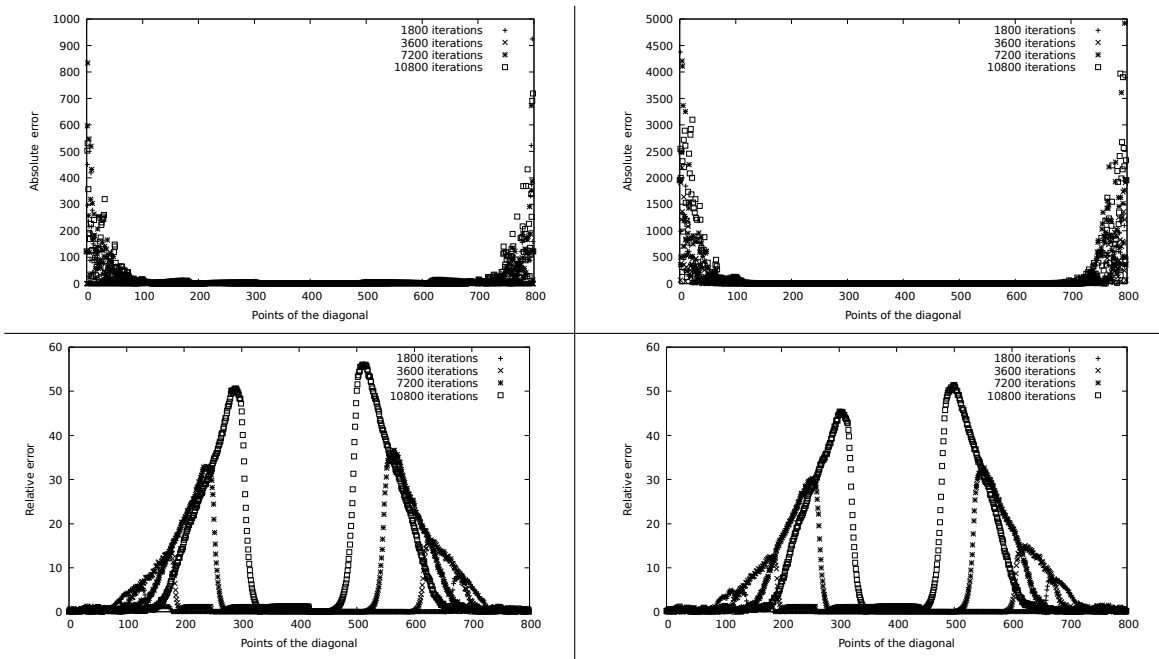 1000
900
800
700
600
500
400
300
200
100
0
Absolute error
0 100 200 300 400 500 600 700 800
Points of the diagonal
1800 iterations
3600 iterations
7200 iterations
10800 iterations
5000
4500
4000
3500
3000
2500
2000
1500
1000
500
0
Absolute error
0 100 200 300 400 500 600 700 800
Points of the diagonal
1800 iterations
3600 iterations
7200 iterations
10800 iterations
60
50
40
30
20
10
0
Relative error
0 100 200 300 400 500 600 700 800
Points of the diagonal
1800 iterations
3600 iterations
7200 iterations
10800 iterations
60
50
40
30
20
10
0
Relative error
0 100 200 300 400 500 600 700 800
Points of the diagonal
1800 iterations
3600 iterations
7200 iterations
10800 iterations